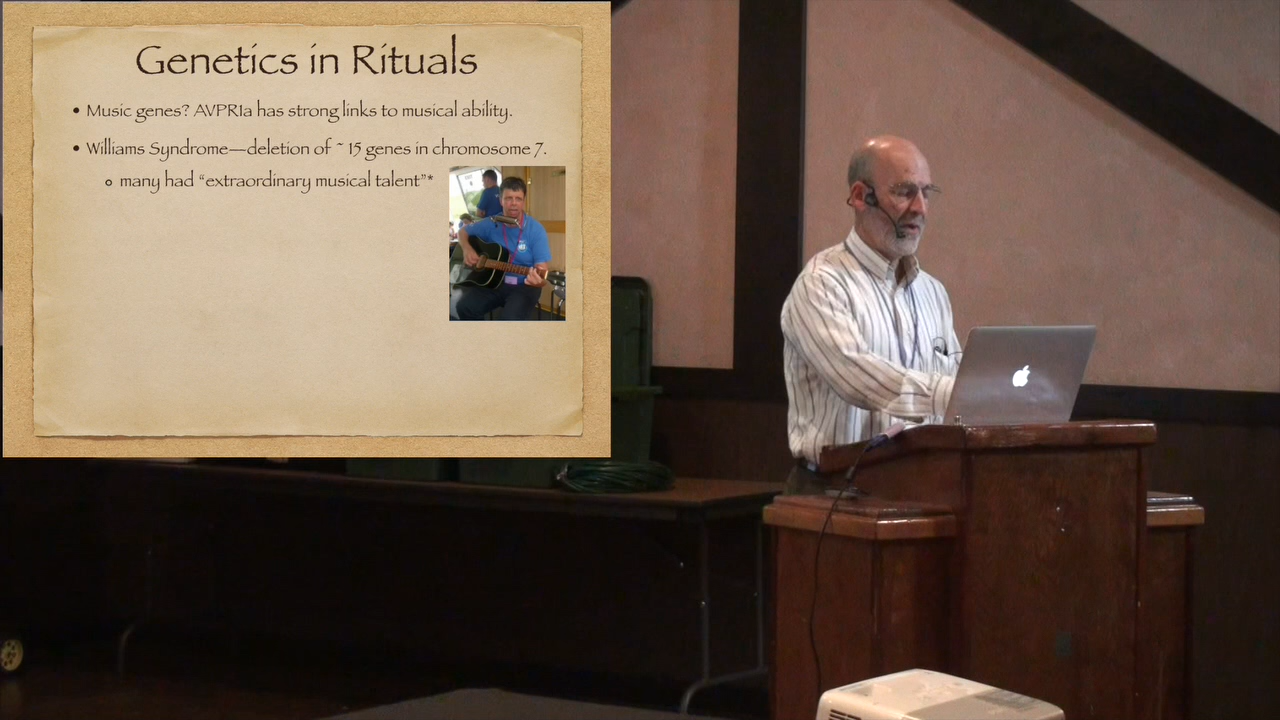 Genetics in Rituals
• Music genes? AVPR1a has strong links to musical ability.
• Williams Syndrome—deletion of ~ 15 genes in chromosome 7.
○ many had “extraordinary musical talent”*